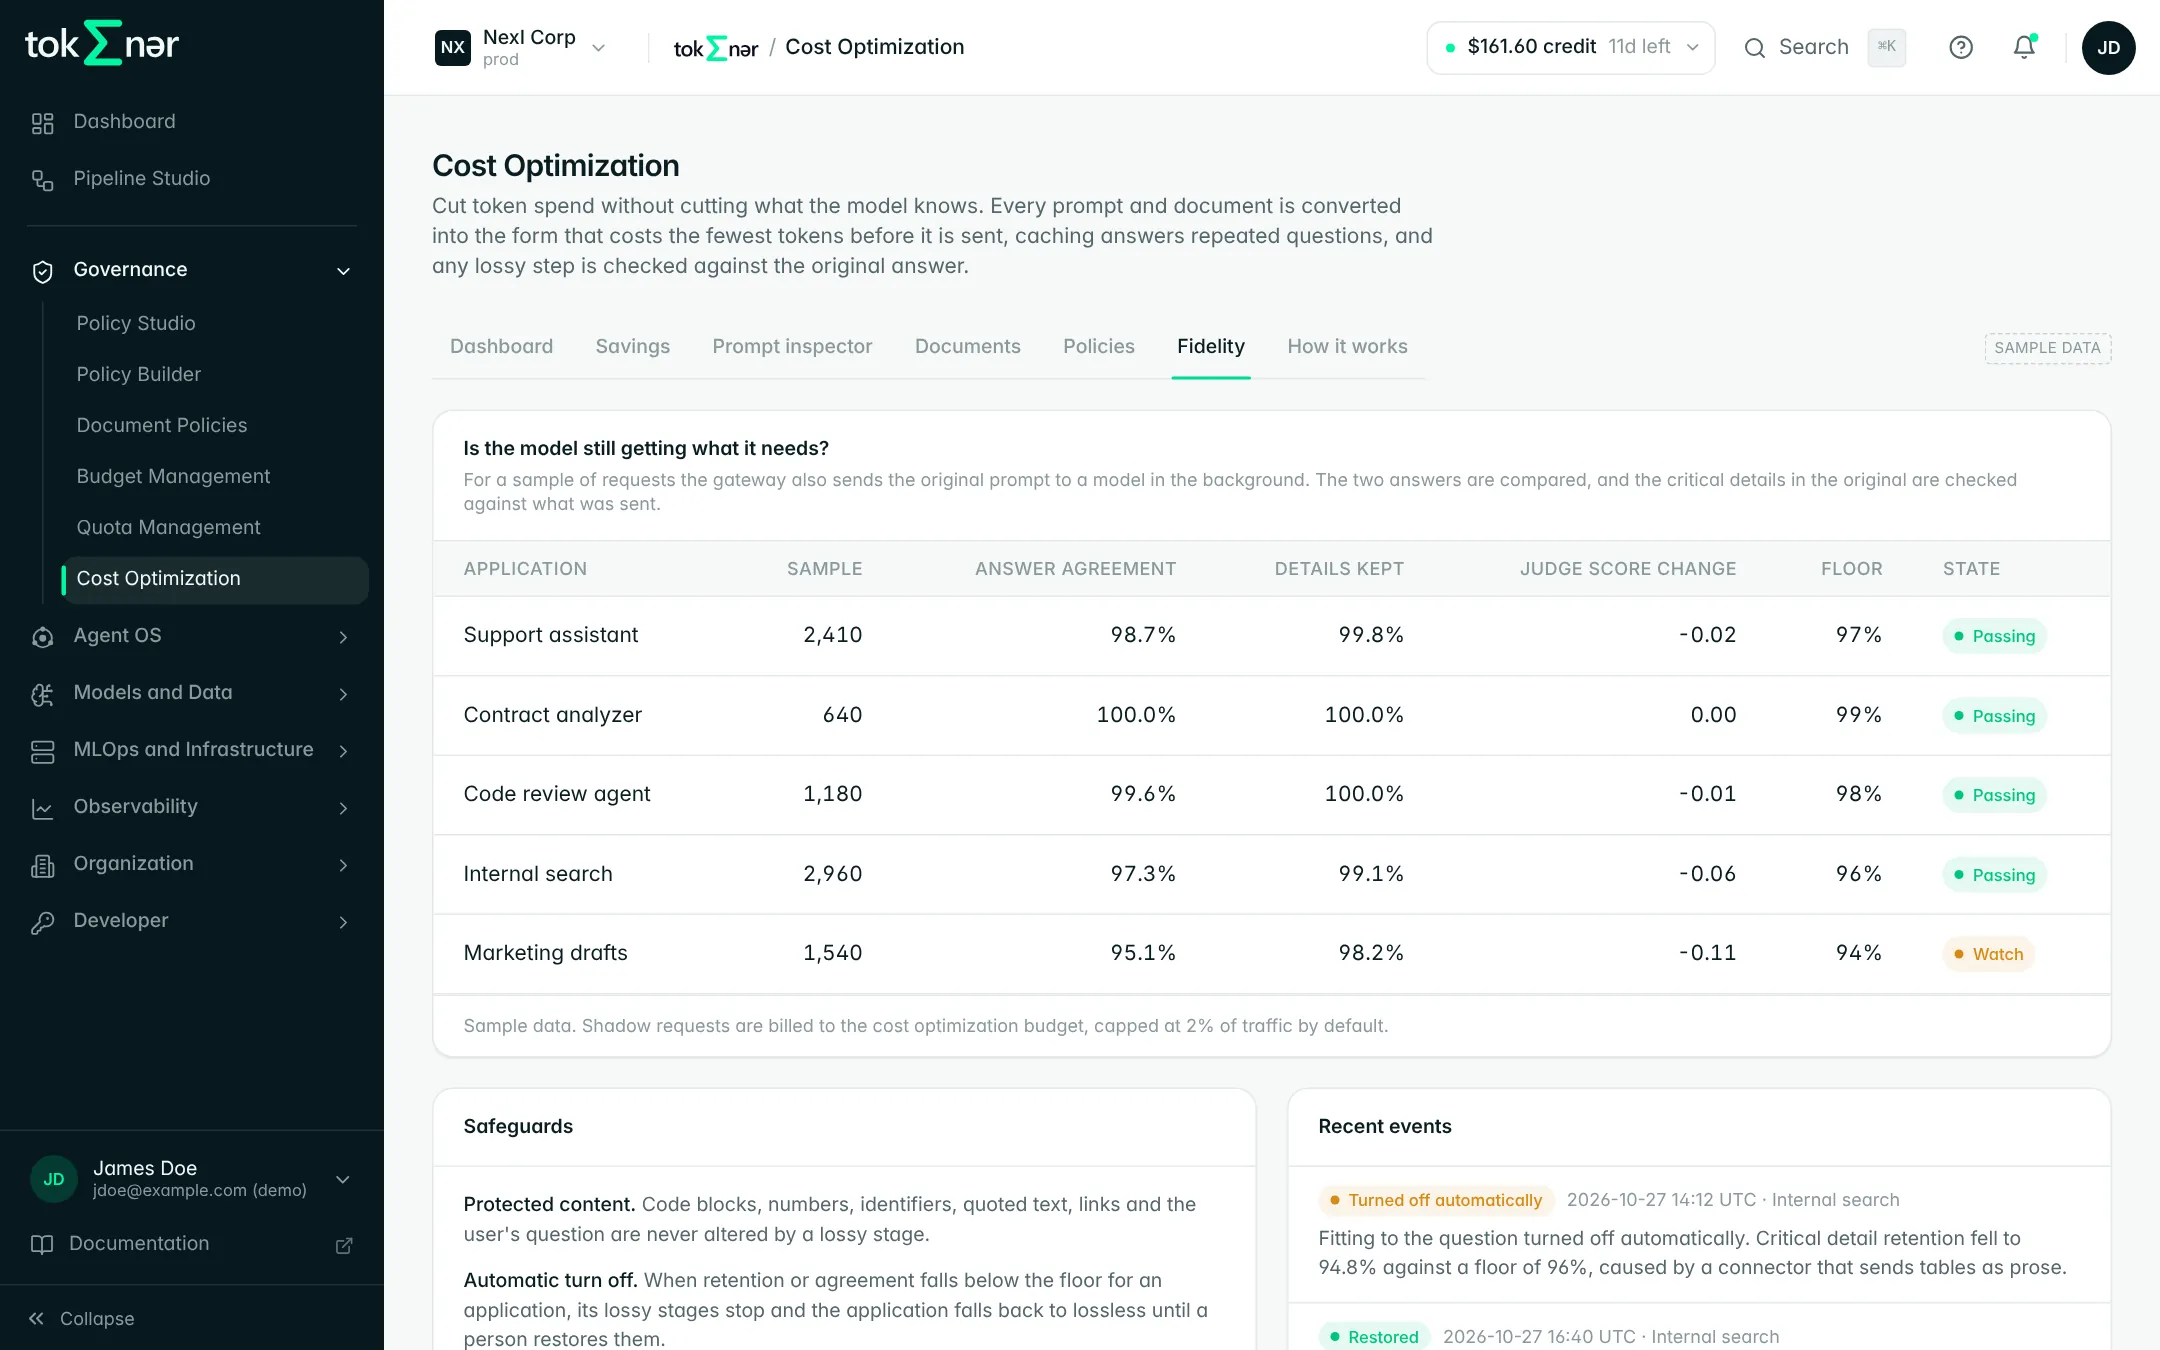 tokΣnər
Dashboard
Pipeline Studio
Governance
Policy Studio
Policy Builder
Document Policies
Budget Management
Quota Management
Cost Optimization
Agent OS
Models and Data
MLOps and Infrastructure
Observability
Organization
Developer
JD
James Doe
jdoe@example.com (demo)
Documentation
Collapse
NX
Nexl Corp
prod
tokΣnər / Cost Optimization
$161.60 credit 11d left
Search ⌘K
JD
Cost Optimization
Cut token spend without cutting what the model knows. Every prompt and document is converted
into the form that costs the fewest tokens before it is sent, caching answers repeated questions, and
any lossy step is checked against the original answer.
Dashboard Savings Prompt inspector Documents Policies Fidelity How it works
SAMPLE DATA
Is the model still getting what it needs?
For a sample of requests the gateway also sends the original prompt to a model in the background. The two answers are compared, and the critical details in the original are checked
against what was sent.
APPLICATION SAMPLE ANSWER AGREEMENT DETAILS KEPT JUDGE SCORE CHANGE FLOOR STATE
Support assistant 2,410 98.7% 99.8% -0.02 97% Passing
Contract analyzer 640 100.0% 100.0% 0.00 99% Passing
Code review agent 1,180 99.6% 100.0% -0.01 98% Passing
Internal search 2,960 97.3% 99.1% -0.06 96% Passing
Marketing drafts 1,540 95.1% 98.2% -0.11 94% Watch
Sample data. Shadow requests are billed to the cost optimization budget, capped at 2% of traffic by default.
Safeguards
Protected content. Code blocks, numbers, identifiers, quoted text, links and the
user's question are never altered by a lossy stage.
Automatic turn off. When retention or agreement falls below the floor for an
application, its lossy stages stop and the application falls back to lossless until a
person restores them.
Recent events
Turned off automatically 2026-10-27 14:12 UTC · Internal search
Fitting to the question turned off automatically. Critical detail retention fell to
94.8% against a floor of 96%, caused by a connector that sends tables as prose.
Restored 2026-10-27 16:40 UTC · Internal search